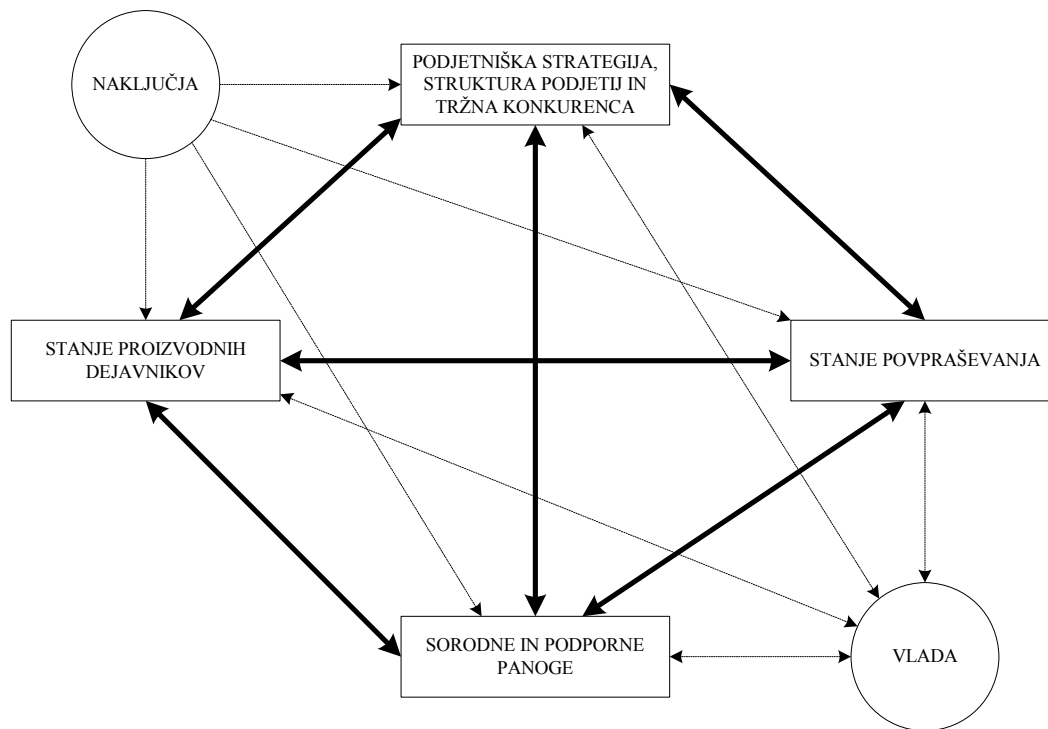 NAKLJUČJA
PODJETNIŠKA STRATEGIJA,
STRUKTURA PODJETIJ IN
TRŽNA KONKURENCA
STANJE PROIZVODNIH
DEJAVNIKOV
STANJE POVPRAŠEVANJA
SORODNE IN PODPORNE
PANOGE
VLADA